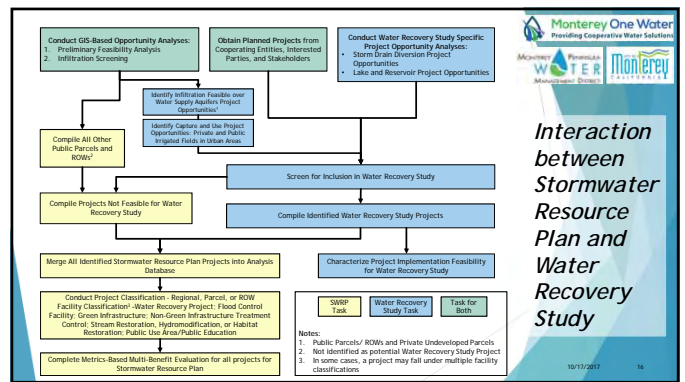 Conduct GIS-Based Opportunity Analyses:
1. Preliminary Feasibility Analysis
2. Infiltration Screening
Obtain Planned Projects from
Cooperating Entities, Interested
Parties, and Stakeholders
Conduct Water Recovery Study Specific
Project Opportunity Analyses:
• Storm Drain Diversion Project
Opportunities
• Lake and Reservoir Project Opportunities
Monterey One Water
Providing Cooperative Water Solutions
MONTEREY PENINSULA
WATER
MANAGEMENT DISTRICT
Monterey
CALIFORNIA
Identify Infiltration Feasible over
Water Supply Aquifers Project
Opportunities¹
Identify Capture and Use Project
Opportunities: Private and Public
Irrigated Fields in Urban Areas
Compile All Other
Public Parcels and
ROWs²
Screen for Inclusion in Water Recovery Study
Compile Projects Not Feasible for Water
Recovery Study
Compile Identified Water Recovery Study Projects
Merge All Identified Stormwater Resource Plan Projects into Analysis
Database
Characterize Project Implementation Feasibility
for Water Recovery Study
Conduct Project Classification - Regional, Parcel, or ROW
Facility Classification³ -Water Recovery Project; Flood Control
Facility; Green Infrastructure; Non-Green Infrastructure Treatment
Control; Stream Restoration, Hydromodification, or Habitat
Restoration; Public Use Area/Public Education
Complete Metrics-Based Multi-Benefit Evaluation for all projects for
Stormwater Resource Plan
SWRP
Task
Water Recovery
Study Task
Task for
Both
Notes:
1. Public Parcels/ ROWs and Private Undeveloped Parcels
2. Not identified as potential Water Recovery Study Project
3. In some cases, a project may fall under multiple facility
classifications
Interaction
between
Stormwater
Resource
Plan and
Water
Recovery
Study
10/17/2017
16